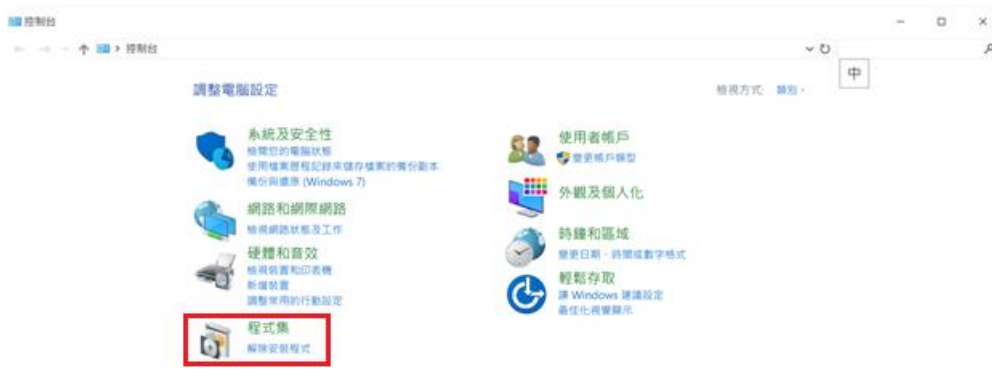 控制台
控制台
調整電腦設定
檢視方式: 類別
中
系統及安全性
檢閱您的電腦狀態
使用檔案歷程記錄來儲存檔案的備份副本
備份與還原 (Windows 7)
網路和網際網路
檢視網路狀態及工作
硬體和音效
檢視裝置和印表機
新增裝置
調整常用的行動設定
程式集
解除安裝程式
使用者帳戶
變更帳戶類型
外觀及個人化
時鐘和區域
變更日期、時間或數字格式
輕鬆存取
讓 Windows 建議設定
最佳化視覺顯示